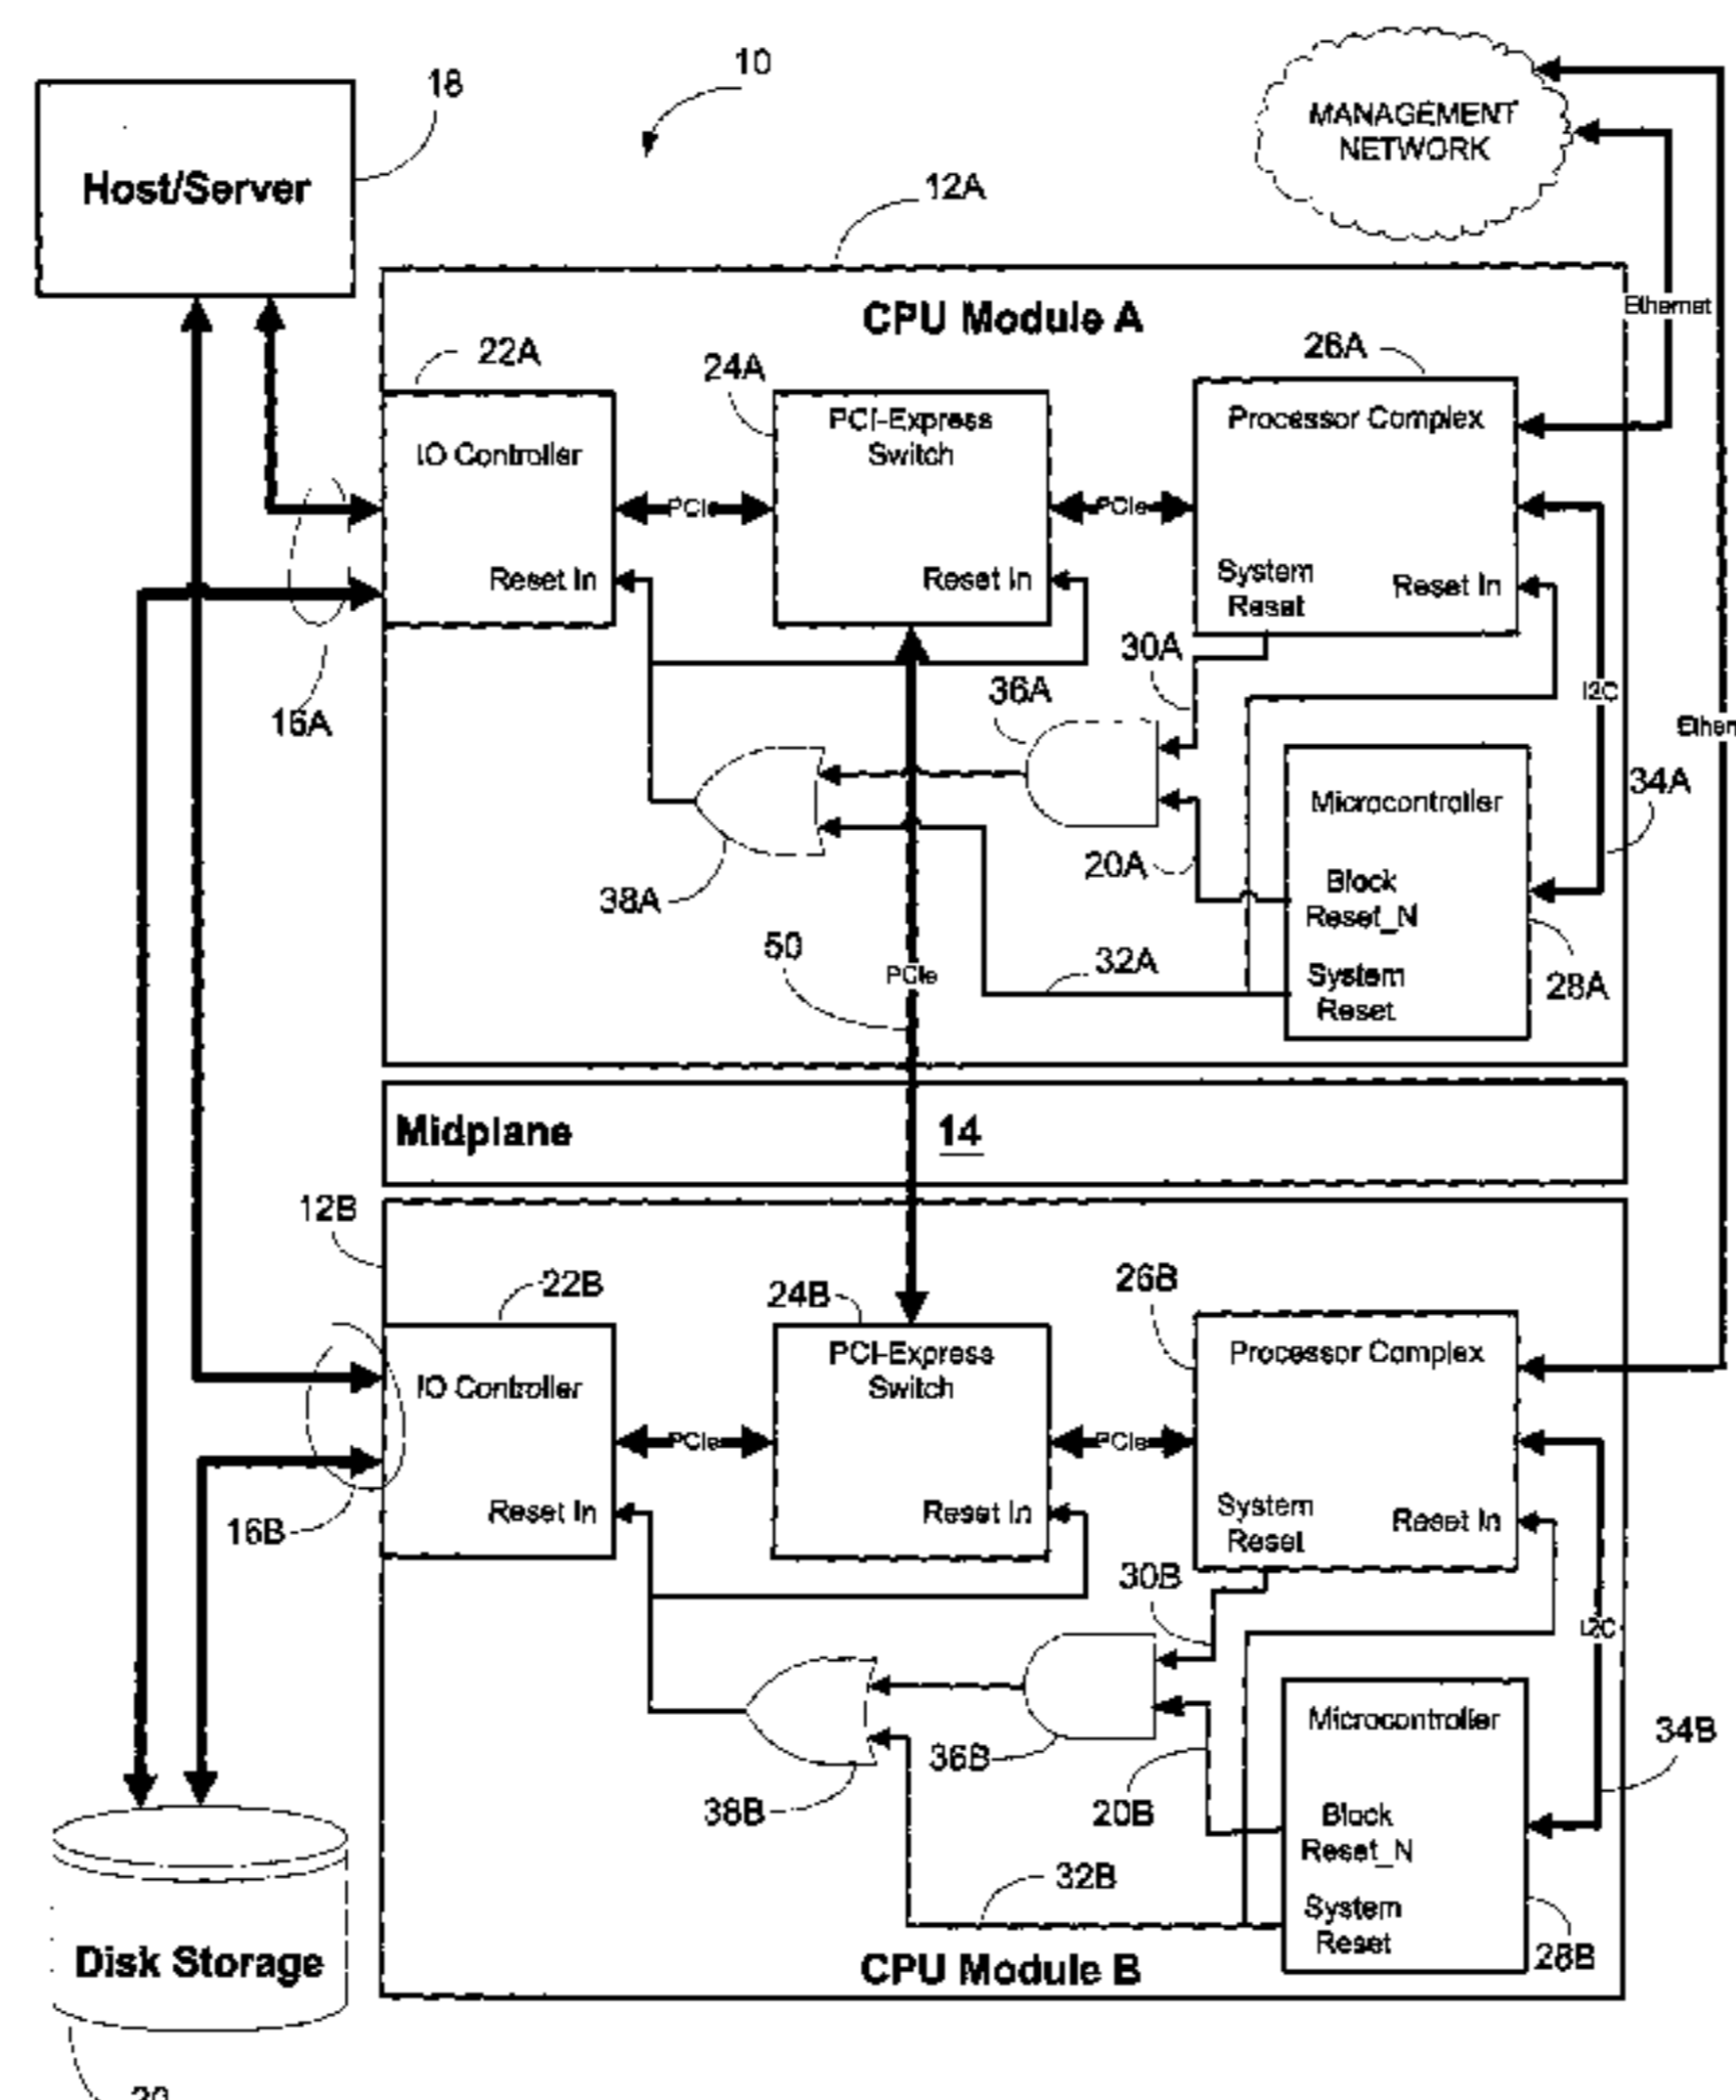 10
18
MANAGEMENT
NETWORK
Host/Server
12A
CPU Module A
Ethernet
22A
24A
26A
IO Controller
PCI-Express
Switch
Processor Complex
PCIe
PCIe
Reset In
Reset In
System
Reset
Reset In
30A
36A
I2C
16A
Ethern
34A
Microcontroller
20A
38A
Block
Reset_N
50
PCIe
32A
System
Reset
28A
Midplane
14
12B
22B
24B
26B
IO Controller
PCI-Express
Switch
Processor Complex
PCIe
PCIe
Reset In
Reset In
System
Reset
Reset In
16B
30B
I2C
Microcontroller
34B
36B
38B
20B
Block
Reset_N
32B
System
Reset
28B
Disk Storage
CPU Module B
20